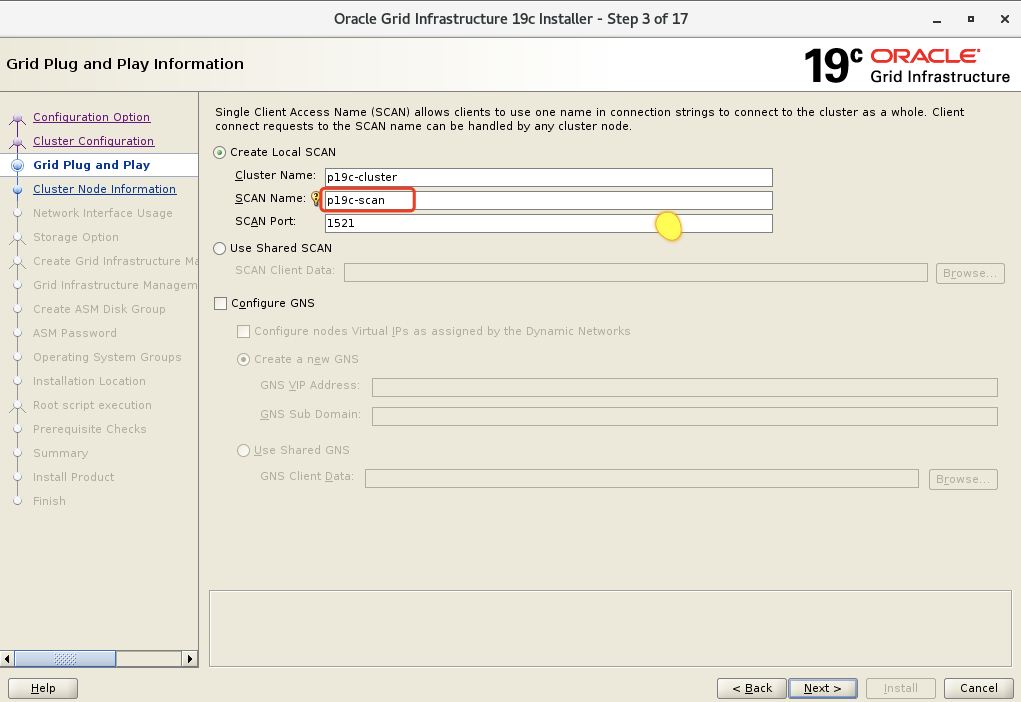 Oracle Grid Infrastructure 19c Installer - Step 3 of 17
Grid Plug and Play Information
19c ORACLE
Grid Infrastructure
Configuration Option
Cluster Configuration
Grid Plug and Play
Cluster Node Information
Network Interface Usage
Storage Option
Create Grid Infrastructure Ma
Grid Infrastructure Managem
Create ASM Disk Group
ASM Password
Operating System Groups
Installation Location
Root script execution
Prerequisite Checks
Summary
Install Product
Finish
Single Client Access Name (SCAN) allows clients to use one name in connection strings to connect to the cluster as a whole. Client
connect requests to the SCAN name can be handled by any cluster node.
Create Local SCAN
Cluster Name: p19c-cluster
SCAN Name: p19c-scan
SCAN Port: 1521
Use Shared SCAN
SCAN Client Data: Browse...
Configure GNS
Configure nodes Virtual IPs as assigned by the Dynamic Networks
Create a new GNS
GNS VIP Address:
GNS Sub Domain:
Use Shared GNS
GNS Client Data: Browse...
Help < Back Next > Install Cancel